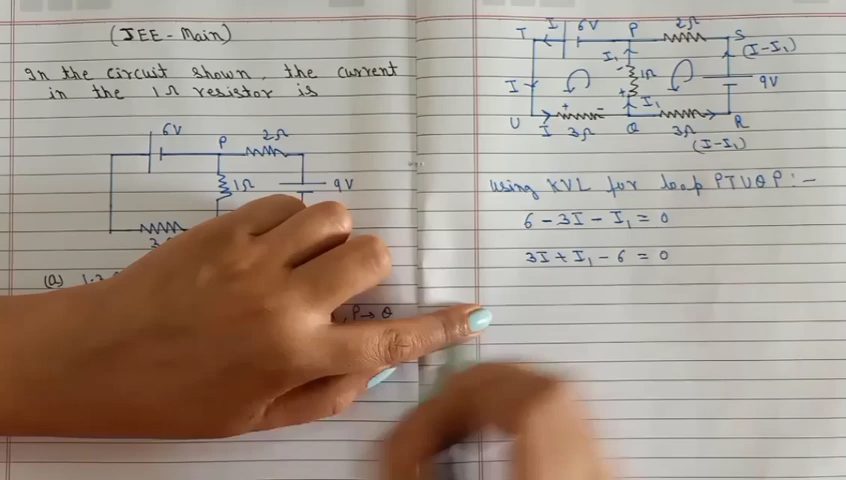 (JEE-Main)
In the circuit shown, the current
in the 1Ω resistor is
6V
P
2Ω
1Ω
9V
(a)
P→Q
T
I
6V
P
2Ω
S
I₁
1Ω
(I-I₁)
9V
I
I₁
U
I
3Ω
Q
3Ω
R
(I-I₁)
using KVL for loop PTUQP:-
6-3I-I₁=0
3I+I₁-6=0